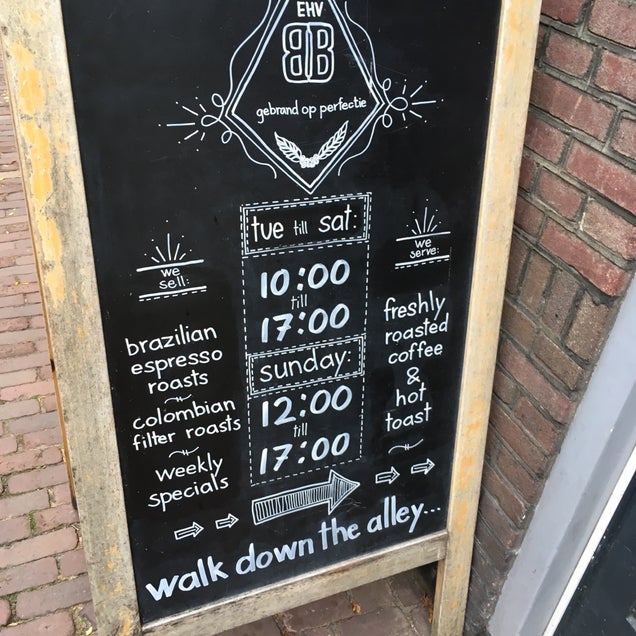 EHV
BB
gebrand op perfectie
tue till sat:
10:00
till
17:00
sunday:
12:00
till
17:00
we
sell:
brazilian
espresso
roasts
colombian
filter roasts
weekly
specials
we
serve:
freshly
roasted
coffee
&
hot
toast
walk down the alley...